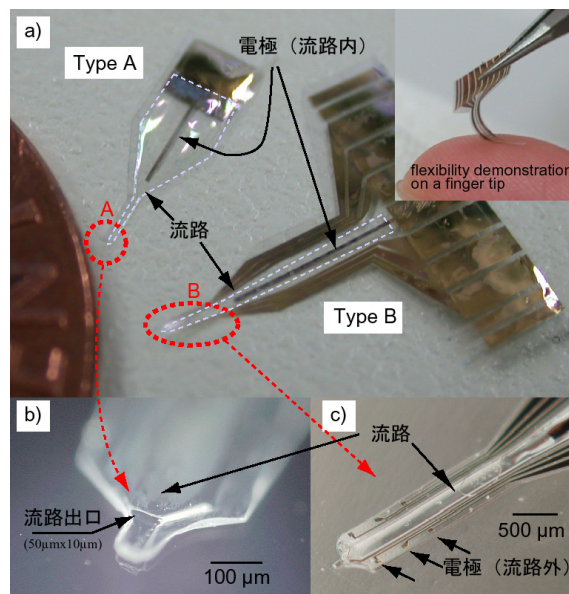 a)
Type A
電極（流路内）
flexibility demonstration
on a finger tip
A
流路
B
Type B
b)
c)
流路
流路出口
(50μmx10μm)
100 μm
500 μm
電極（流路外）